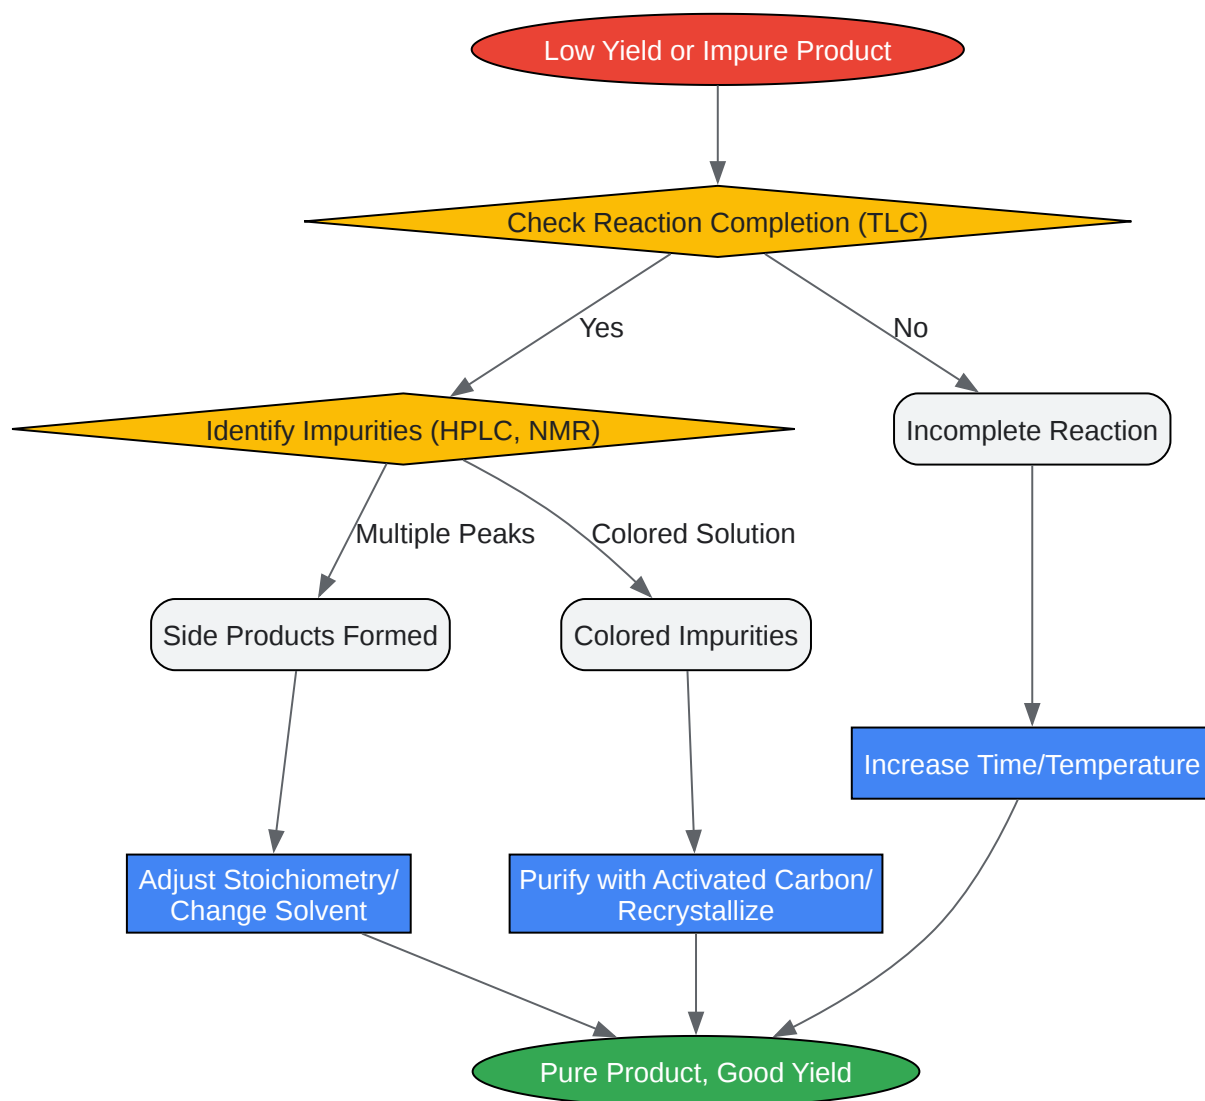 Low Yield or Impure Product
Check Reaction Completion (TLC)
Yes
No
Identify Impurities (HPLC, NMR)
Incomplete Reaction
Multiple Peaks
Colored Solution
Side Products Formed
Colored Impurities
Increase Time/Temperature
Adjust Stoichiometry/
Change Solvent
Purify with Activated Carbon/
Recrystallize
Pure Product, Good Yield